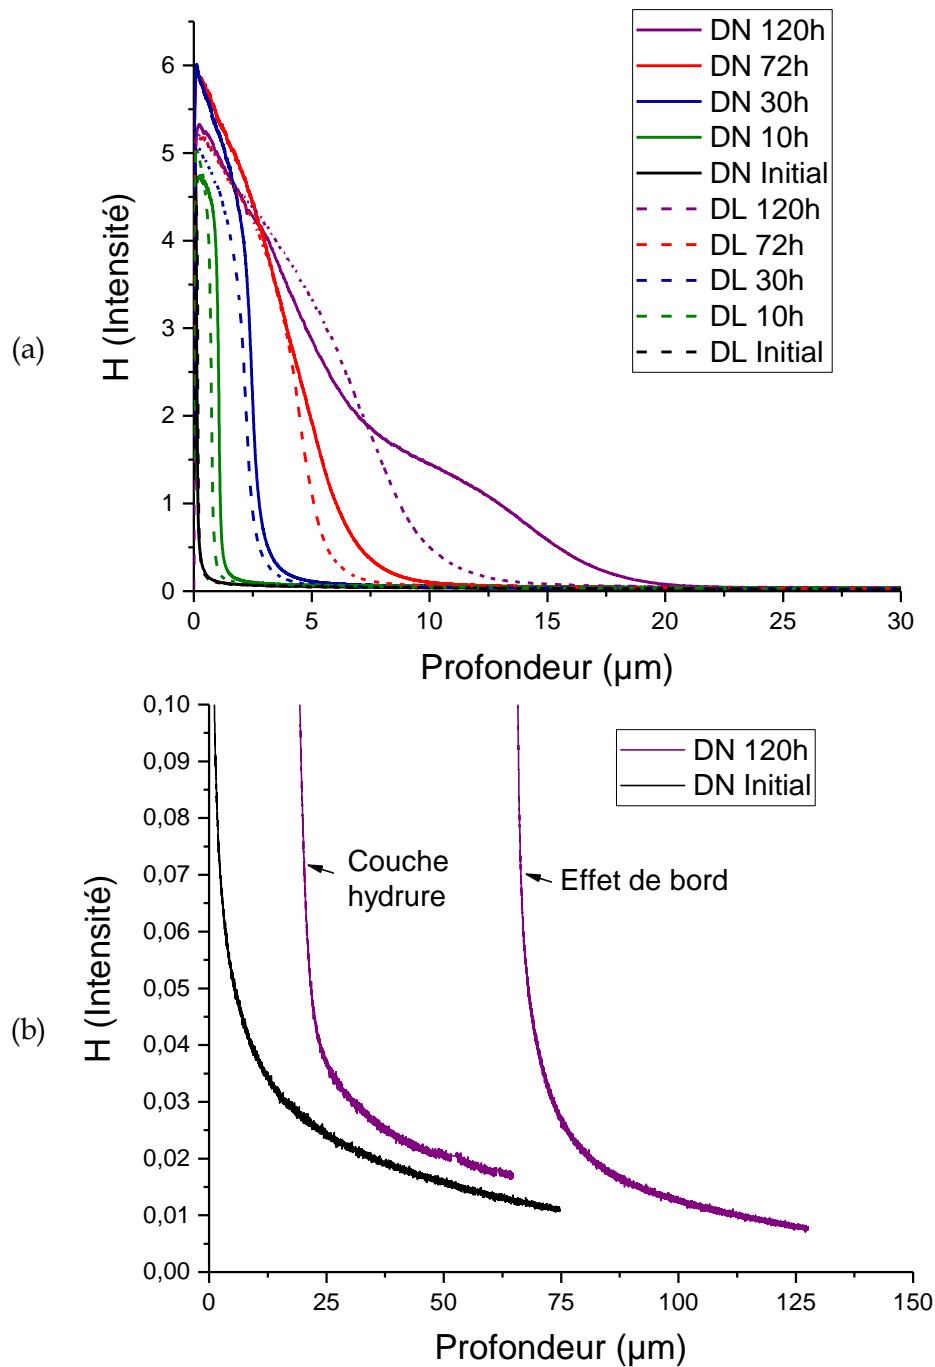 DN 120h
DN 72h
DN 30h
DN 10h
DN Initial
DL 120h
DL 72h
DL 30h
DL 10h
DL Initial
(a)
H (Intensité)
6
5
4
3
2
1
0
0 5 10 15 20 25 30
Profondeur (µm)
DN 120h
DN Initial
Couche
hydrure
Effet de bord
(b)
H (Intensité)
0,10
0,09
0,08
0,07
0,06
0,05
0,04
0,03
0,02
0,01
0,00
0 25 50 75 100 125 150
Profondeur (µm)